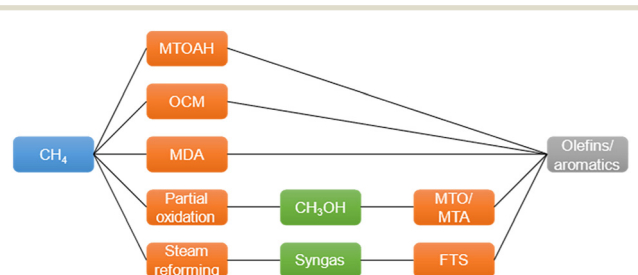 MTOAH
OCM
CH₄
MDA
Olefins/
aromatics
Partial
oxidation
CH₃OH
MTO/
MTA
Steam
reforming
Syngas
FTS